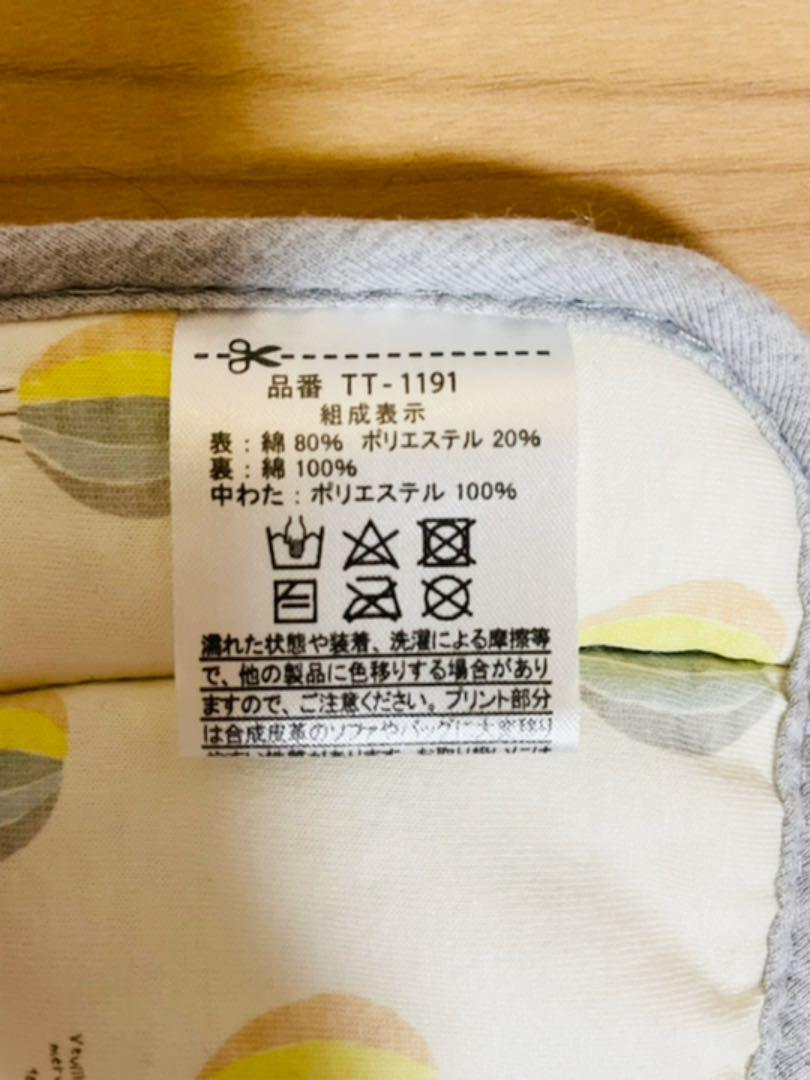 品番 TT-1191
組成表示
表：綿 80% ポリエステル 20%
裏：綿 100%
中わた：ポリエステル 100%
濡れた状態や装着、洗濯による摩擦等
で、他の製品に色移りする場合があり
ますので、ご注意ください。プリント部分
は合成皮革のソファやバッグに大変移り